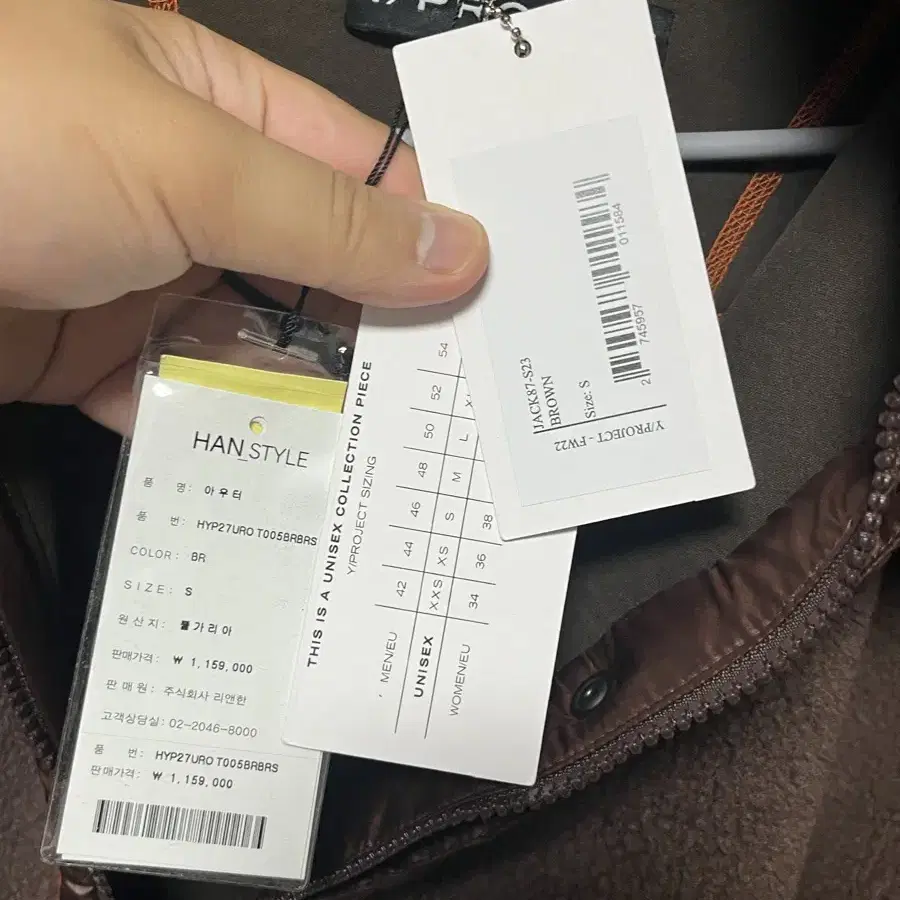 HAN_STYLE
품 명: 아우터
품 번: HYP27URO T005BRBRS
COLOR: BR
SIZE: S
원산지: 불가리아
판매가격: ₩ 1,159,000
판매원: 주식회사 리앤한
고객상담실: 02-2046-8000
품 번: HYP27URO T005BRBRS
판매가격: ₩ 1,159,000
THIS IS A UNISEX COLLECTION PIECE
Y/PROJECT SIZING
MEN/EU 42 44 46 48 50 52 54
UNISEX XXS XS S M L
WOMEN/EU 34 36 38
2 745957 011584
JACK87-S23
BROWN
Size: S
Y/PROJECT - FW22